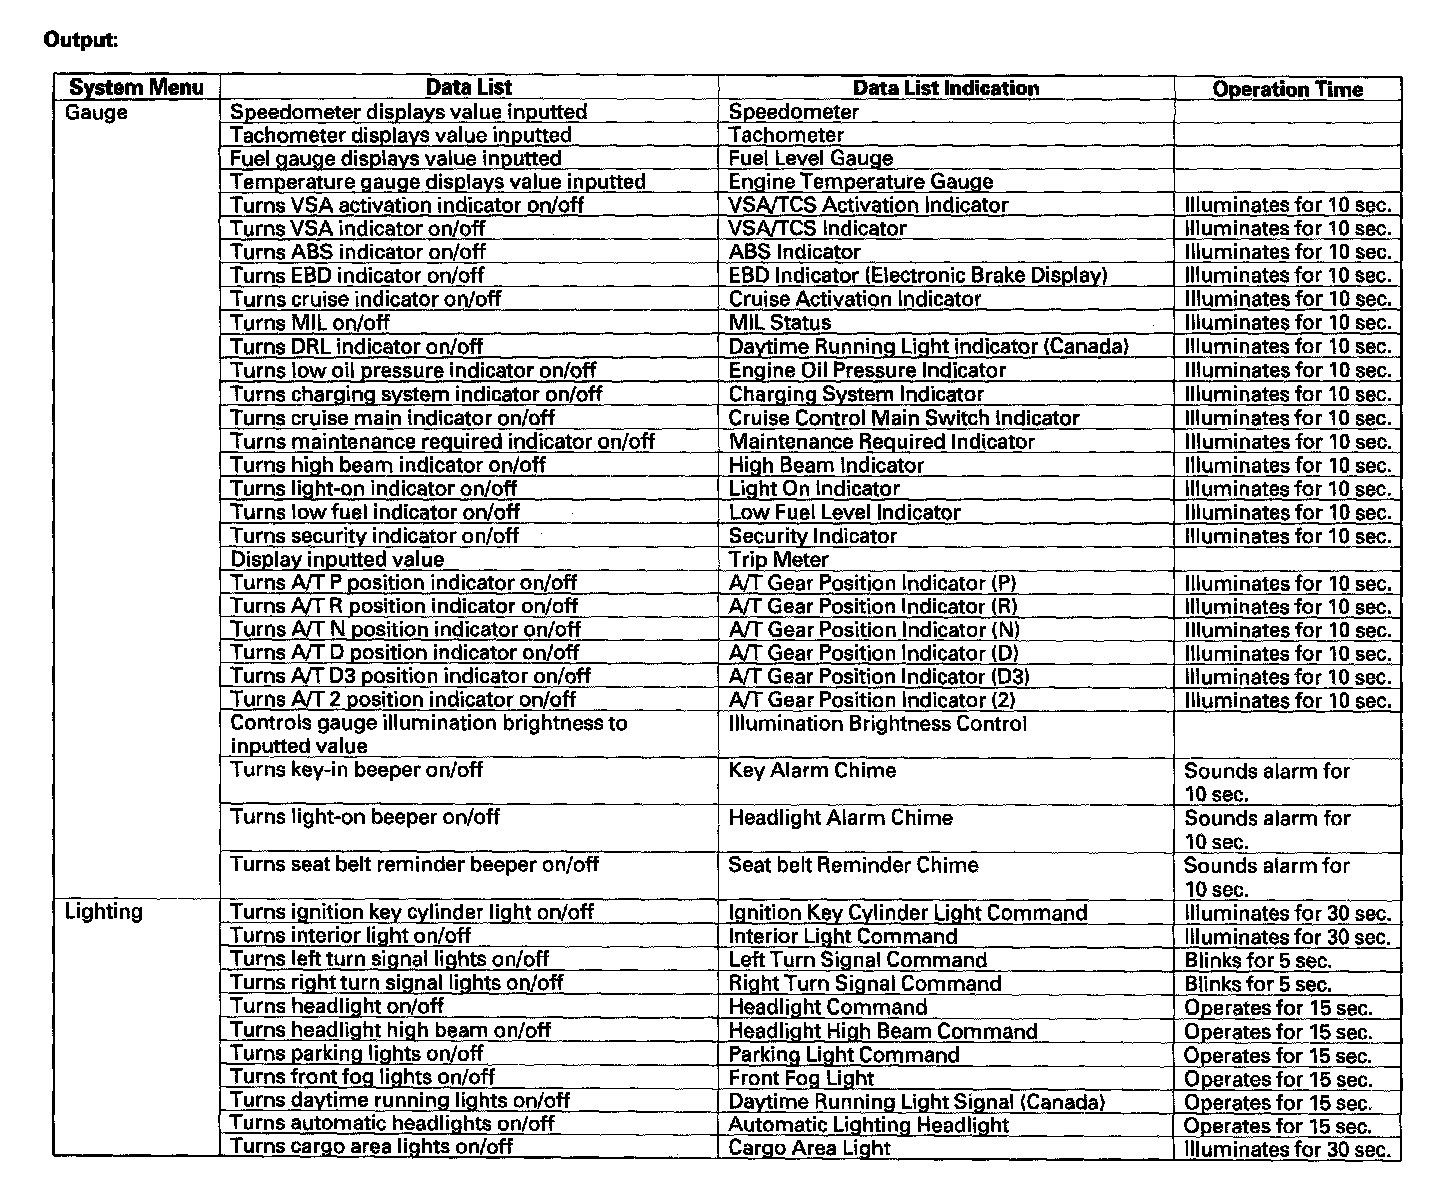 Output:
System Menu Data List Data List Indication Operation Time
Gauge Speedometer displays value inputted Speedometer
Tachometer displays value inputted Tachometer
Fuel gauge displays value inputted Fuel Level Gauge
Temperature gauge displays value inputted Engine Temperature Gauge
Turns VSA activation indicator on/off VSA/TCS Activation Indicator Illuminates for 10 sec.
Turns VSA indicator on/off VSA/TCS Indicator Illuminates for 10 sec.
Turns ABS indicator on/off ABS Indicator Illuminates for 10 sec.
Turns EBD indicator on/off EBD Indicator (Electronic Brake Display) Illuminates for 10 sec.
Turns cruise indicator on/off Cruise Activation Indicator Illuminates for 10 sec.
Turns MIL on/off MIL Status Illuminates for 10 sec.
Turns DRL indicator on/off Daytime Running Light indicator (Canada) Illuminates for 10 sec.
Turns low oil pressure indicator on/off Engine Oil Pressure Indicator Illuminates for 10 sec.
Turns charging system indicator on/off Charging System Indicator Illuminates for 10 sec.
Turns cruise main indicator on/off Cruise Control Main Switch Indicator Illuminates for 10 sec.
Turns maintenance required indicator on/off Maintenance Required Indicator Illuminates for 10 sec.
Turns high beam indicator on/off High Beam Indicator Illuminates for 10 sec.
Turns light-on indicator on/off Light On Indicator Illuminates for 10 sec.
Turns low fuel indicator on/off Low Fuel Level Indicator Illuminates for 10 sec.
Turns security indicator on/off Security Indicator Illuminates for 10 sec.
Display inputted value Trip Meter
Turns A/T P position indicator on/off A/T Gear Position Indicator (P) Illuminates for 10 sec.
Turns A/T R position indicator on/off A/T Gear Position Indicator (R) Illuminates for 10 sec.
Turns A/T N position indicator on/off A/T Gear Position Indicator (N) Illuminates for 10 sec.
Turns A/T D position indicator on/off A/T Gear Position Indicator (D) Illuminates for 10 sec.
Turns A/T D3 position indicator on/off A/T Gear Position Indicator (D3) Illuminates for 10 sec.
Turns A/T 2 position indicator on/off A/T Gear Position Indicator (2) Illuminates for 10 sec.
Controls gauge illumination brightness to Illumination Brightness Control
inputted value
Turns key-in beeper on/off Key Alarm Chime Sounds alarm for
10 sec.
Turns light-on beeper on/off Headlight Alarm Chime Sounds alarm for
10 sec.
Turns seat belt reminder beeper on/off Seat belt Reminder Chime Sounds alarm for
10 sec.
Lighting Turns ignition key cylinder light on/off Ignition Key Cylinder Light Command Illuminates for 30 sec.
Turns interior light on/off Interior Light Command Illuminates for 30 sec.
Turns left turn signal lights on/off Left Turn Signal Command Blinks for 5 sec.
Turns right turn signal lights on/off Right Turn Signal Command Blinks for 5 sec.
Turns headlight on/off Headlight Command Operates for 15 sec.
Turns headlight high beam on/off Headlight High Beam Command Operates for 15 sec.
Turns parking lights on/off Parking Light Command Operates for 15 sec.
Turns front fog lights on/off Front Fog Light Operates for 15 sec.
Turns daytime running lights on/off Daytime Running Light Signal (Canada) Operates for 15 sec.
Turns automatic headlights on/off Automatic Lighting Headlight Operates for 15 sec.
Turns cargo area lights on/off Cargo Area Light Illuminates for 30 sec.